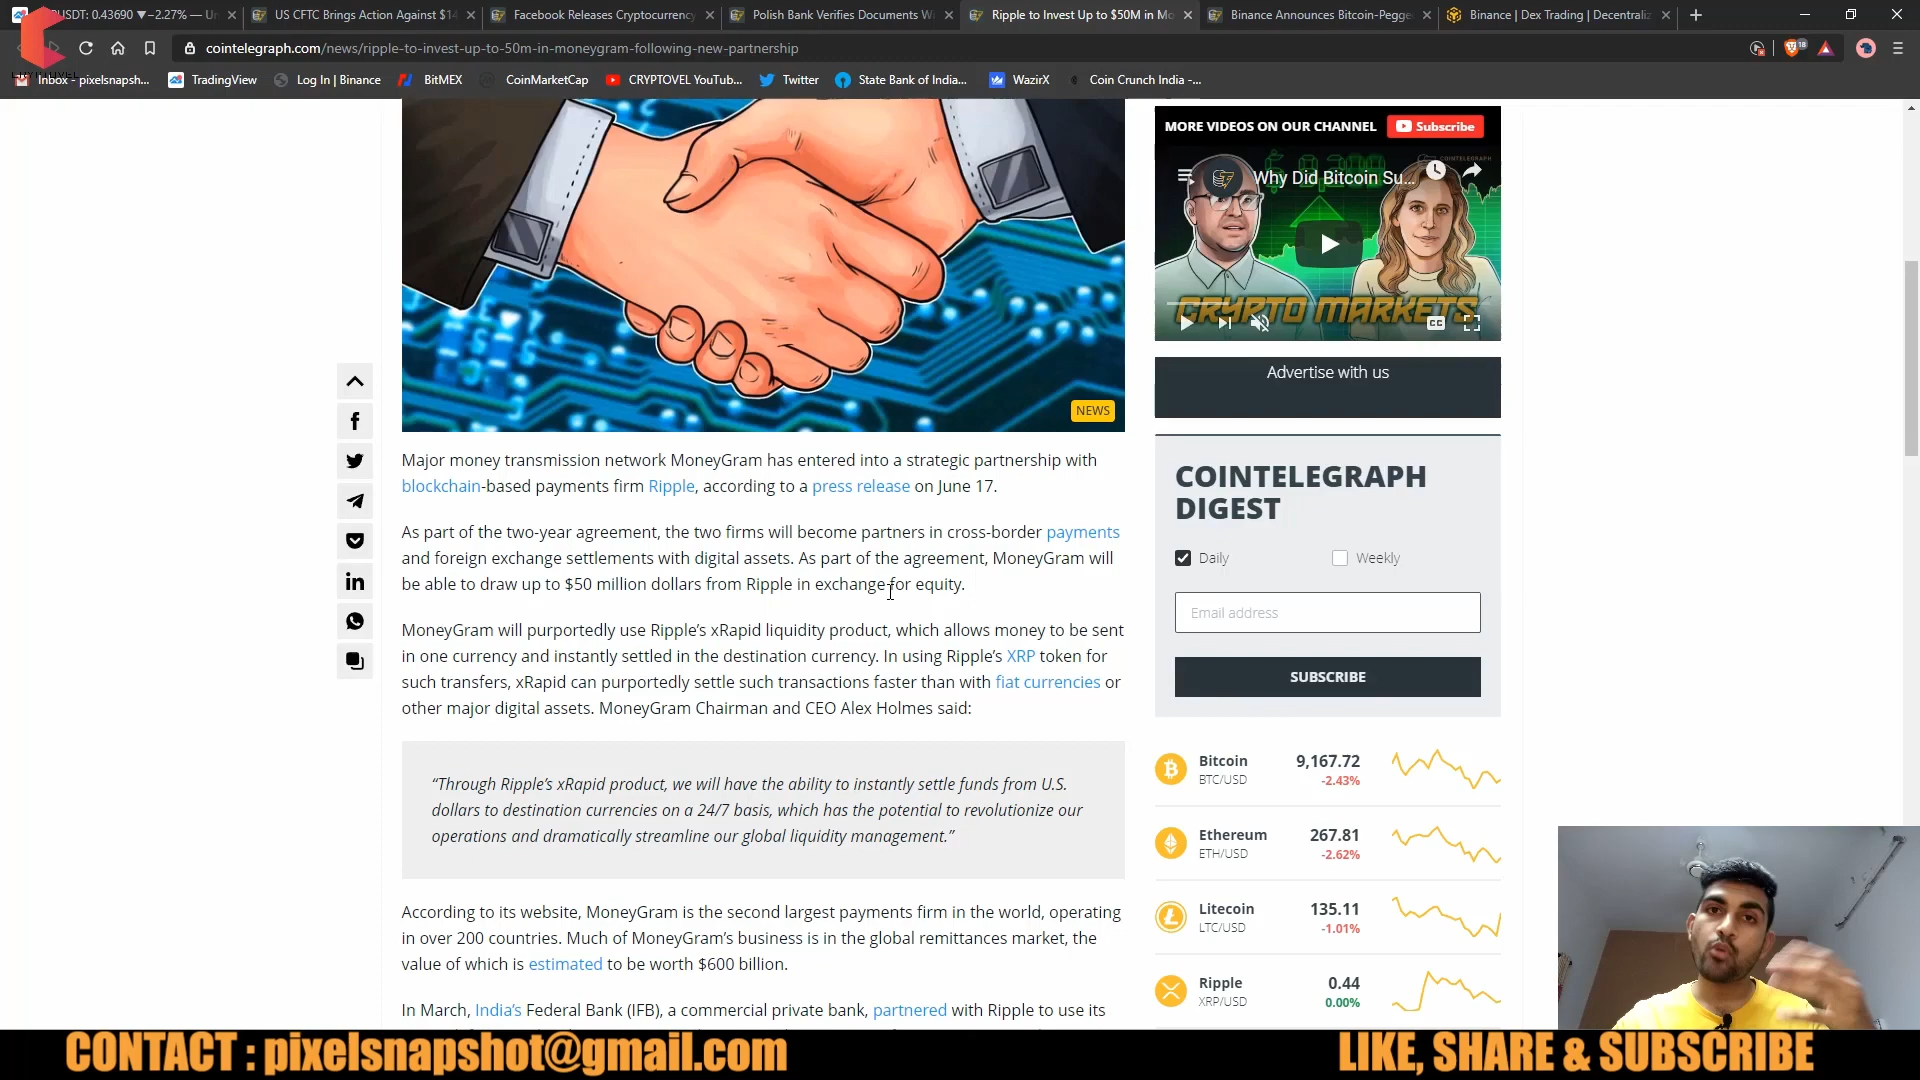 USDT: 0.43690 ▼−2.27% — Un
US CFTC Brings Action Against $14
Facebook Releases Cryptocurrency
Polish Bank Verifies Documents Wi
Ripple to Invest Up to $50M in Mo
Binance Announces Bitcoin-Pegge
Binance | Dex Trading | Decentraliz
cointelegraph.com/news/ripple-to-invest-up-to-50m-in-moneygram-following-new-partnership
18
Inbox - pixelsnapsh...
TradingView
Log In | Binance
BitMEX
CoinMarketCap
CRYPTOVEL YouTub...
Twitter
State Bank of India...
WazirX
Coin Crunch India -...
MORE VIDEOS ON OUR CHANNEL
Subscribe
COINTELEGRAPH
Why Did Bitcoin Su...
CRYPTO MARKETS
CC
NEWS
Advertise with us
Major money transmission network MoneyGram has entered into a strategic partnership with
blockchain-based payments firm Ripple, according to a press release on June 17.
As part of the two-year agreement, the two firms will become partners in cross-border payments
and foreign exchange settlements with digital assets. As part of the agreement, MoneyGram will
be able to draw up to $50 million dollars from Ripple in exchange for equity.
MoneyGram will purportedly use Ripple’s xRapid liquidity product, which allows money to be sent
in one currency and instantly settled in the destination currency. In using Ripple’s XRP token for
such transfers, xRapid can purportedly settle such transactions faster than with fiat currencies or
other major digital assets. MoneyGram Chairman and CEO Alex Holmes said:
“Through Ripple’s xRapid product, we will have the ability to instantly settle funds from U.S.
dollars to destination currencies on a 24/7 basis, which has the potential to revolutionize our
operations and dramatically streamline our global liquidity management.”
According to its website, MoneyGram is the second largest payments firm in the world, operating
in over 200 countries. Much of MoneyGram’s business is in the global remittances market, the
value of which is estimated to be worth $600 billion.
In March, India’s Federal Bank (IFB), a commercial private bank, partnered with Ripple to use its
COINTELEGRAPH
DIGEST
Daily
Weekly
Email address
SUBSCRIBE
Bitcoin 9,167.72
BTC/USD -2.43%
Ethereum 267.81
ETH/USD -2.62%
Litecoin 135.11
LTC/USD -1.01%
Ripple 0.44
XRP/USD 0.00%
CONTACT : pixelsnapshot@gmail.com
LIKE, SHARE & SUBSCRIBE